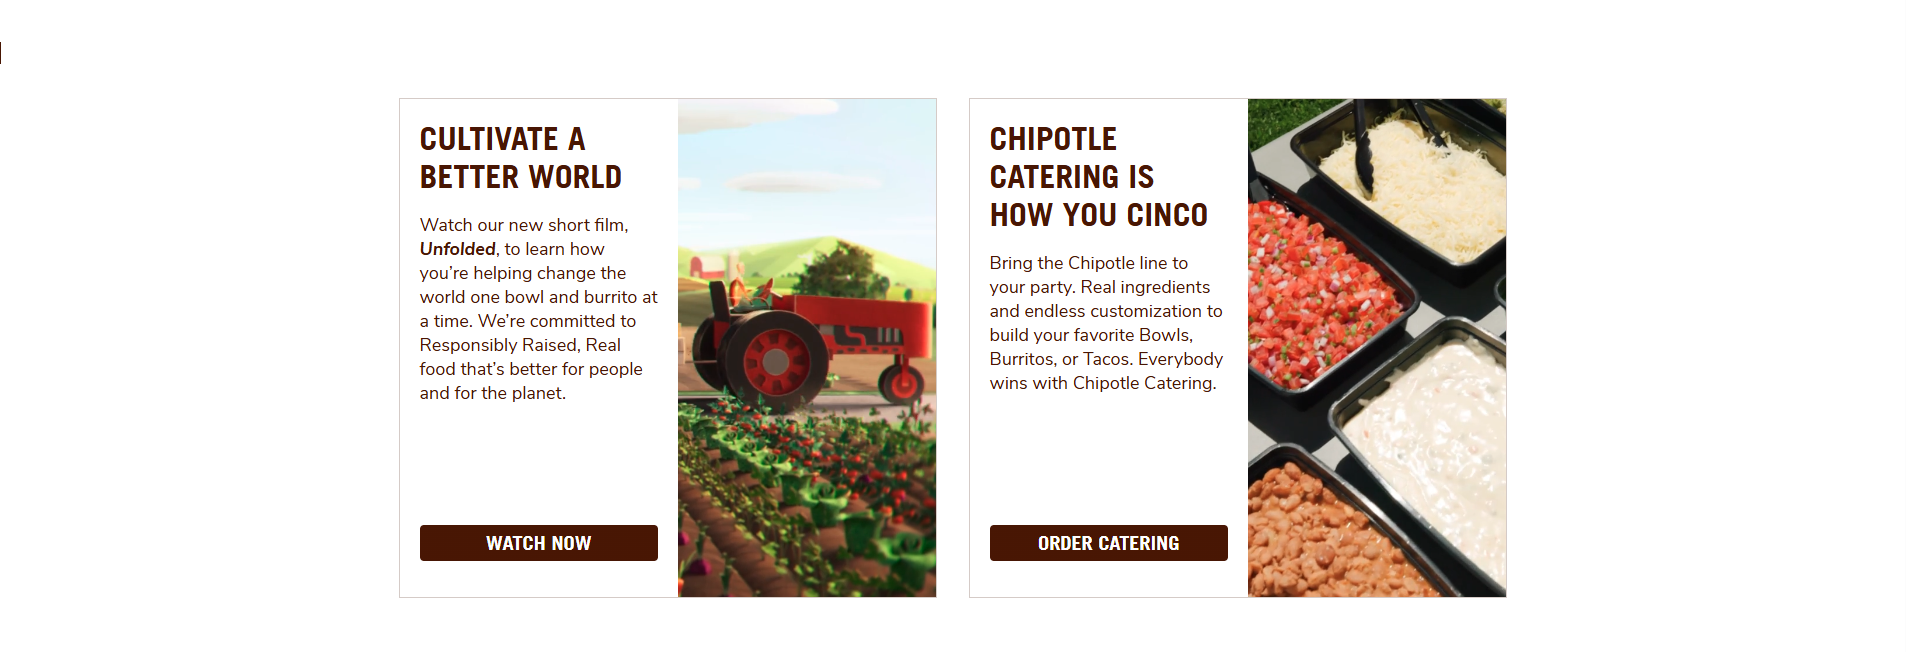 CULTIVATE A
BETTER WORLD
Watch our new short film,
Unfolded, to learn how
you’re helping change the
world one bowl and burrito at
a time. We’re committed to
Responsibly Raised, Real
food that’s better for people
and for the planet.
WATCH NOW
CHIPOTLE
CATERING IS
HOW YOU CINCO
Bring the Chipotle line to
your party. Real ingredients
and endless customization to
build your favorite Bowls,
Burritos, or Tacos. Everybody
wins with Chipotle Catering.
ORDER CATERING